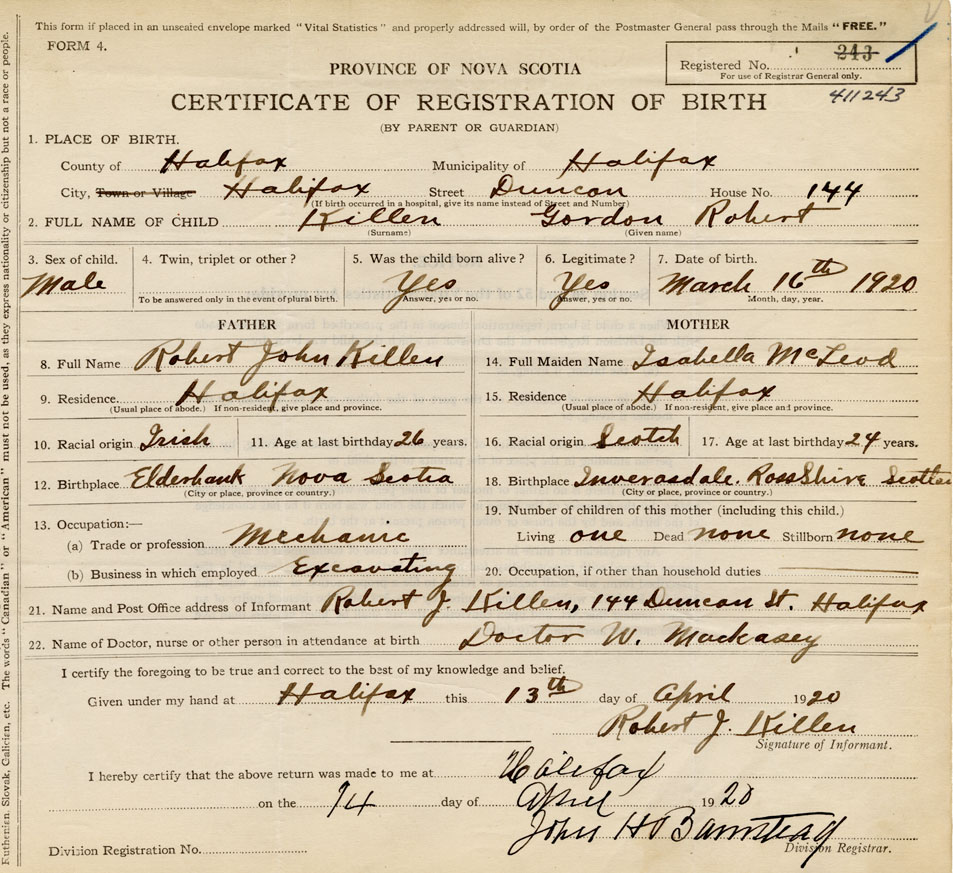 This form if placed in an unsealed envelope marked "Vital Statistics" and properly addressed will, by order of the Postmaster General pass through the Mails "FREE."
FORM 4.
Registered No. 243
For use of Registrar General only.
411243
PROVINCE OF NOVA SCOTIA
CERTIFICATE OF REGISTRATION OF BIRTH
(BY PARENT OR GUARDIAN)
1. PLACE OF BIRTH.
County of Halifax Municipality of Halifax
City, Town or Village Halifax Street Duncan House No. 144
(If birth occurred in a hospital, give its name instead of Street and Number)
2. FULL NAME OF CHILD Killen Gordon Robert
(Surname) (Given name)
3. Sex of child. 4. Twin, triplet or other? 5. Was the child born alive? 6. Legitimate? 7. Date of birth.
Male Yes Yes March 16th 1920
To be answered only in the event of plural birth. Answer, yes or no. Answer, yes or no. Month, day, year.
FATHER MOTHER
8. Full Name Robert John Killen 14. Full Maiden Name Isabella McLeod
9. Residence. Halifax 15. Residence Halifax
(Usual place of abode.) If non-resident, give place and province. (Usual place of abode.) If non-resident, give place and province.
10. Racial origin Irish 11. Age at last birthday 26 years. 16. Racial origin Scotch 17. Age at last birthday 24 years.
12. Birthplace Elderbank Nova Scotia 18. Birthplace Inverasdale. RossShire
(City or place, province or country.) (City or place, province or country.)
13. Occupation:— 19. Number of children of this mother (including this child.)
(a) Trade or profession Mechanic Living one Dead none Stillborn none
(b) Business in which employed Excavating 20. Occupation, if other than household duties
21. Name and Post Office address of Informant Robert J. Killen, 144 Duncan St. Halifax
22. Name of Doctor, nurse or other person in attendance at birth Doctor W. Mackasey
I certify the foregoing to be true and correct to the best of my knowledge and belief.
Given under my hand at Halifax this 13th day of April 1920
Robert J. Killen
Signature of Informant.
I hereby certify that the above return was made to me at Halifax
on the 14 day of April 1920
John H Barnstead
Division Registration No. Division Registrar.
Ruthenian, Slovak, Galician, etc. The words "Canadian" or "American" must not be used, as they express nationality or citizenship but not a race or people.